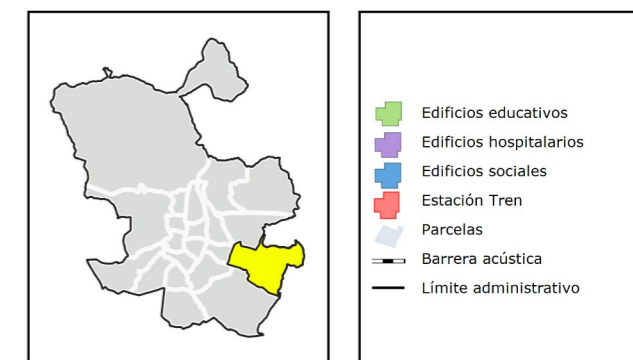 Edificios educativos
Edificios hospitalarios
Edificios sociales
Estación Tren
Parcelas
Barrera acústica
Límite administrativo